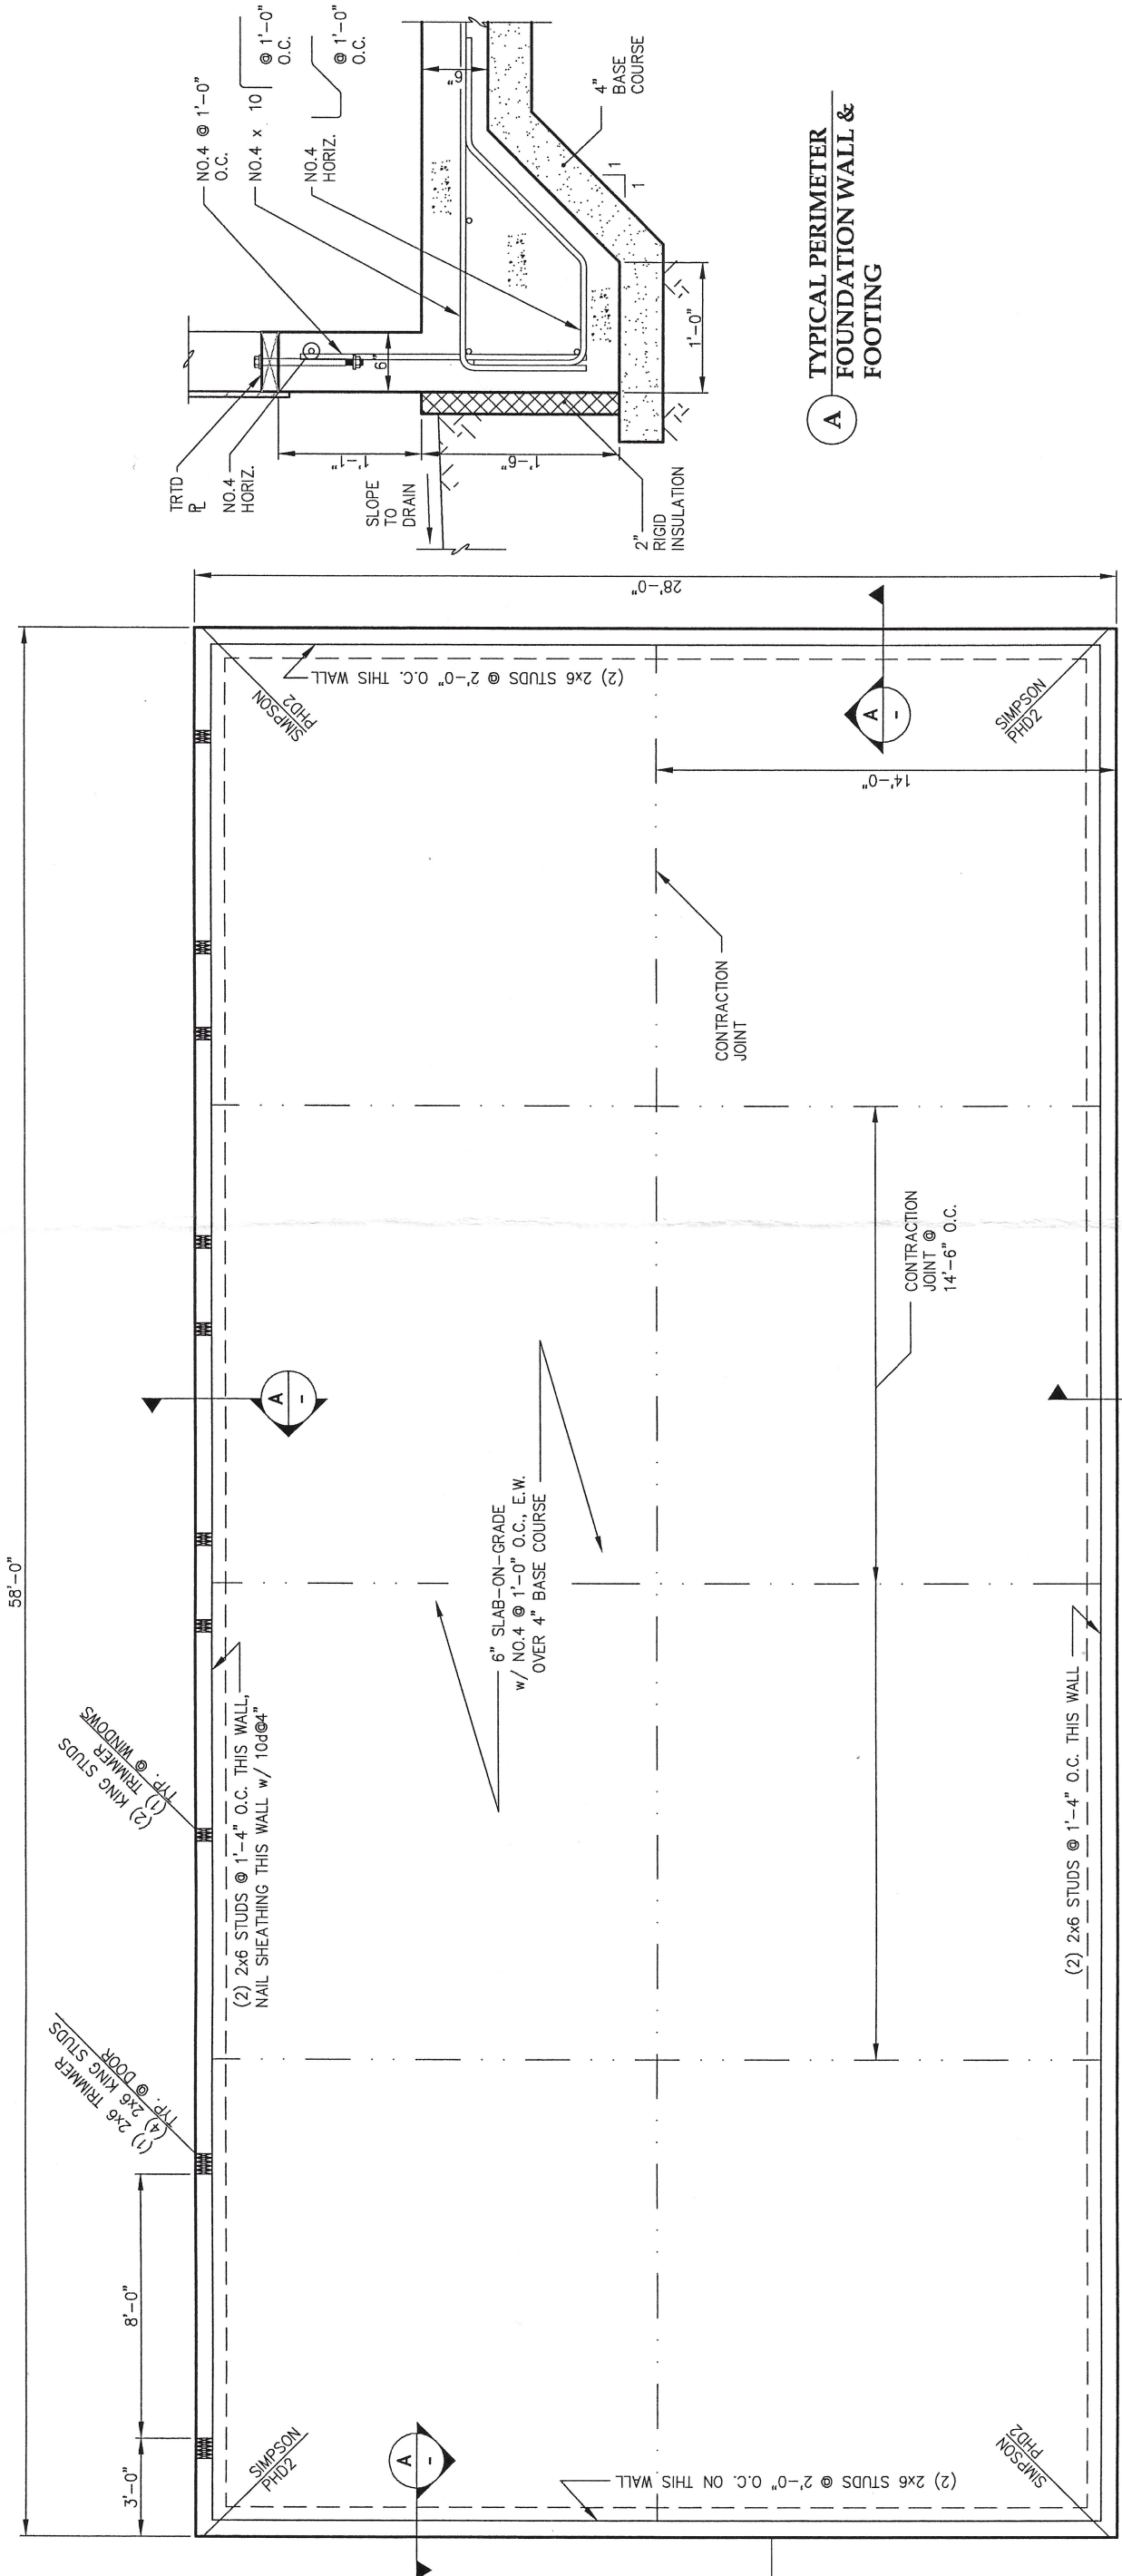 58'-0"
3'-0"
8'-0"
(1) 2x6 TRIMMER
(4) 2x6 KING STUDS
TYP. @ DOOR
(2) KING STUDS
(1) TRIMMER
TYP. @ WINDOWS
SIMPSON
PHD2
SIMPSON
PHD2
(2) 2x6 STUDS @ 1'-4" O.C. THIS WALL,
NAIL SHEATHING THIS WALL w/ 10d@4"
A
-
A
-
6" SLAB-ON-GRADE
w/ NO.4 @ 1'-0" O.C., E.W.
OVER 4" BASE COURSE
CONTRACTION
JOINT
CONTRACTION
JOINT @
14'-6" O.C.
(2) 2x6 STUDS @ 1'-4" O.C. THIS WALL
(2) 2x6 STUDS @ 2'-0" O.C. ON THIS WALL
(2) 2x6 STUDS @ 2'-0" O.C. THIS WALL
SIMPSON
PHD2
SIMPSON
PHD2
A
-
14'-0"
28'-0"
TRTD
PL
NO.4
HORIZ.
1'-1"
SLOPE
TO
DRAIN
1'-6"
2"
RIGID
INSULATION
6"
NO.4 @ 1'-0"
O.C.
NO.4 x 10
@ 1'-0"
O.C.
NO.4
HORIZ.
@ 1'-0"
O.C.
6"
4"
BASE
COURSE
1
1
1'-0"
A
TYPICAL PERIMETER
FOUNDATION WALL &
FOOTING